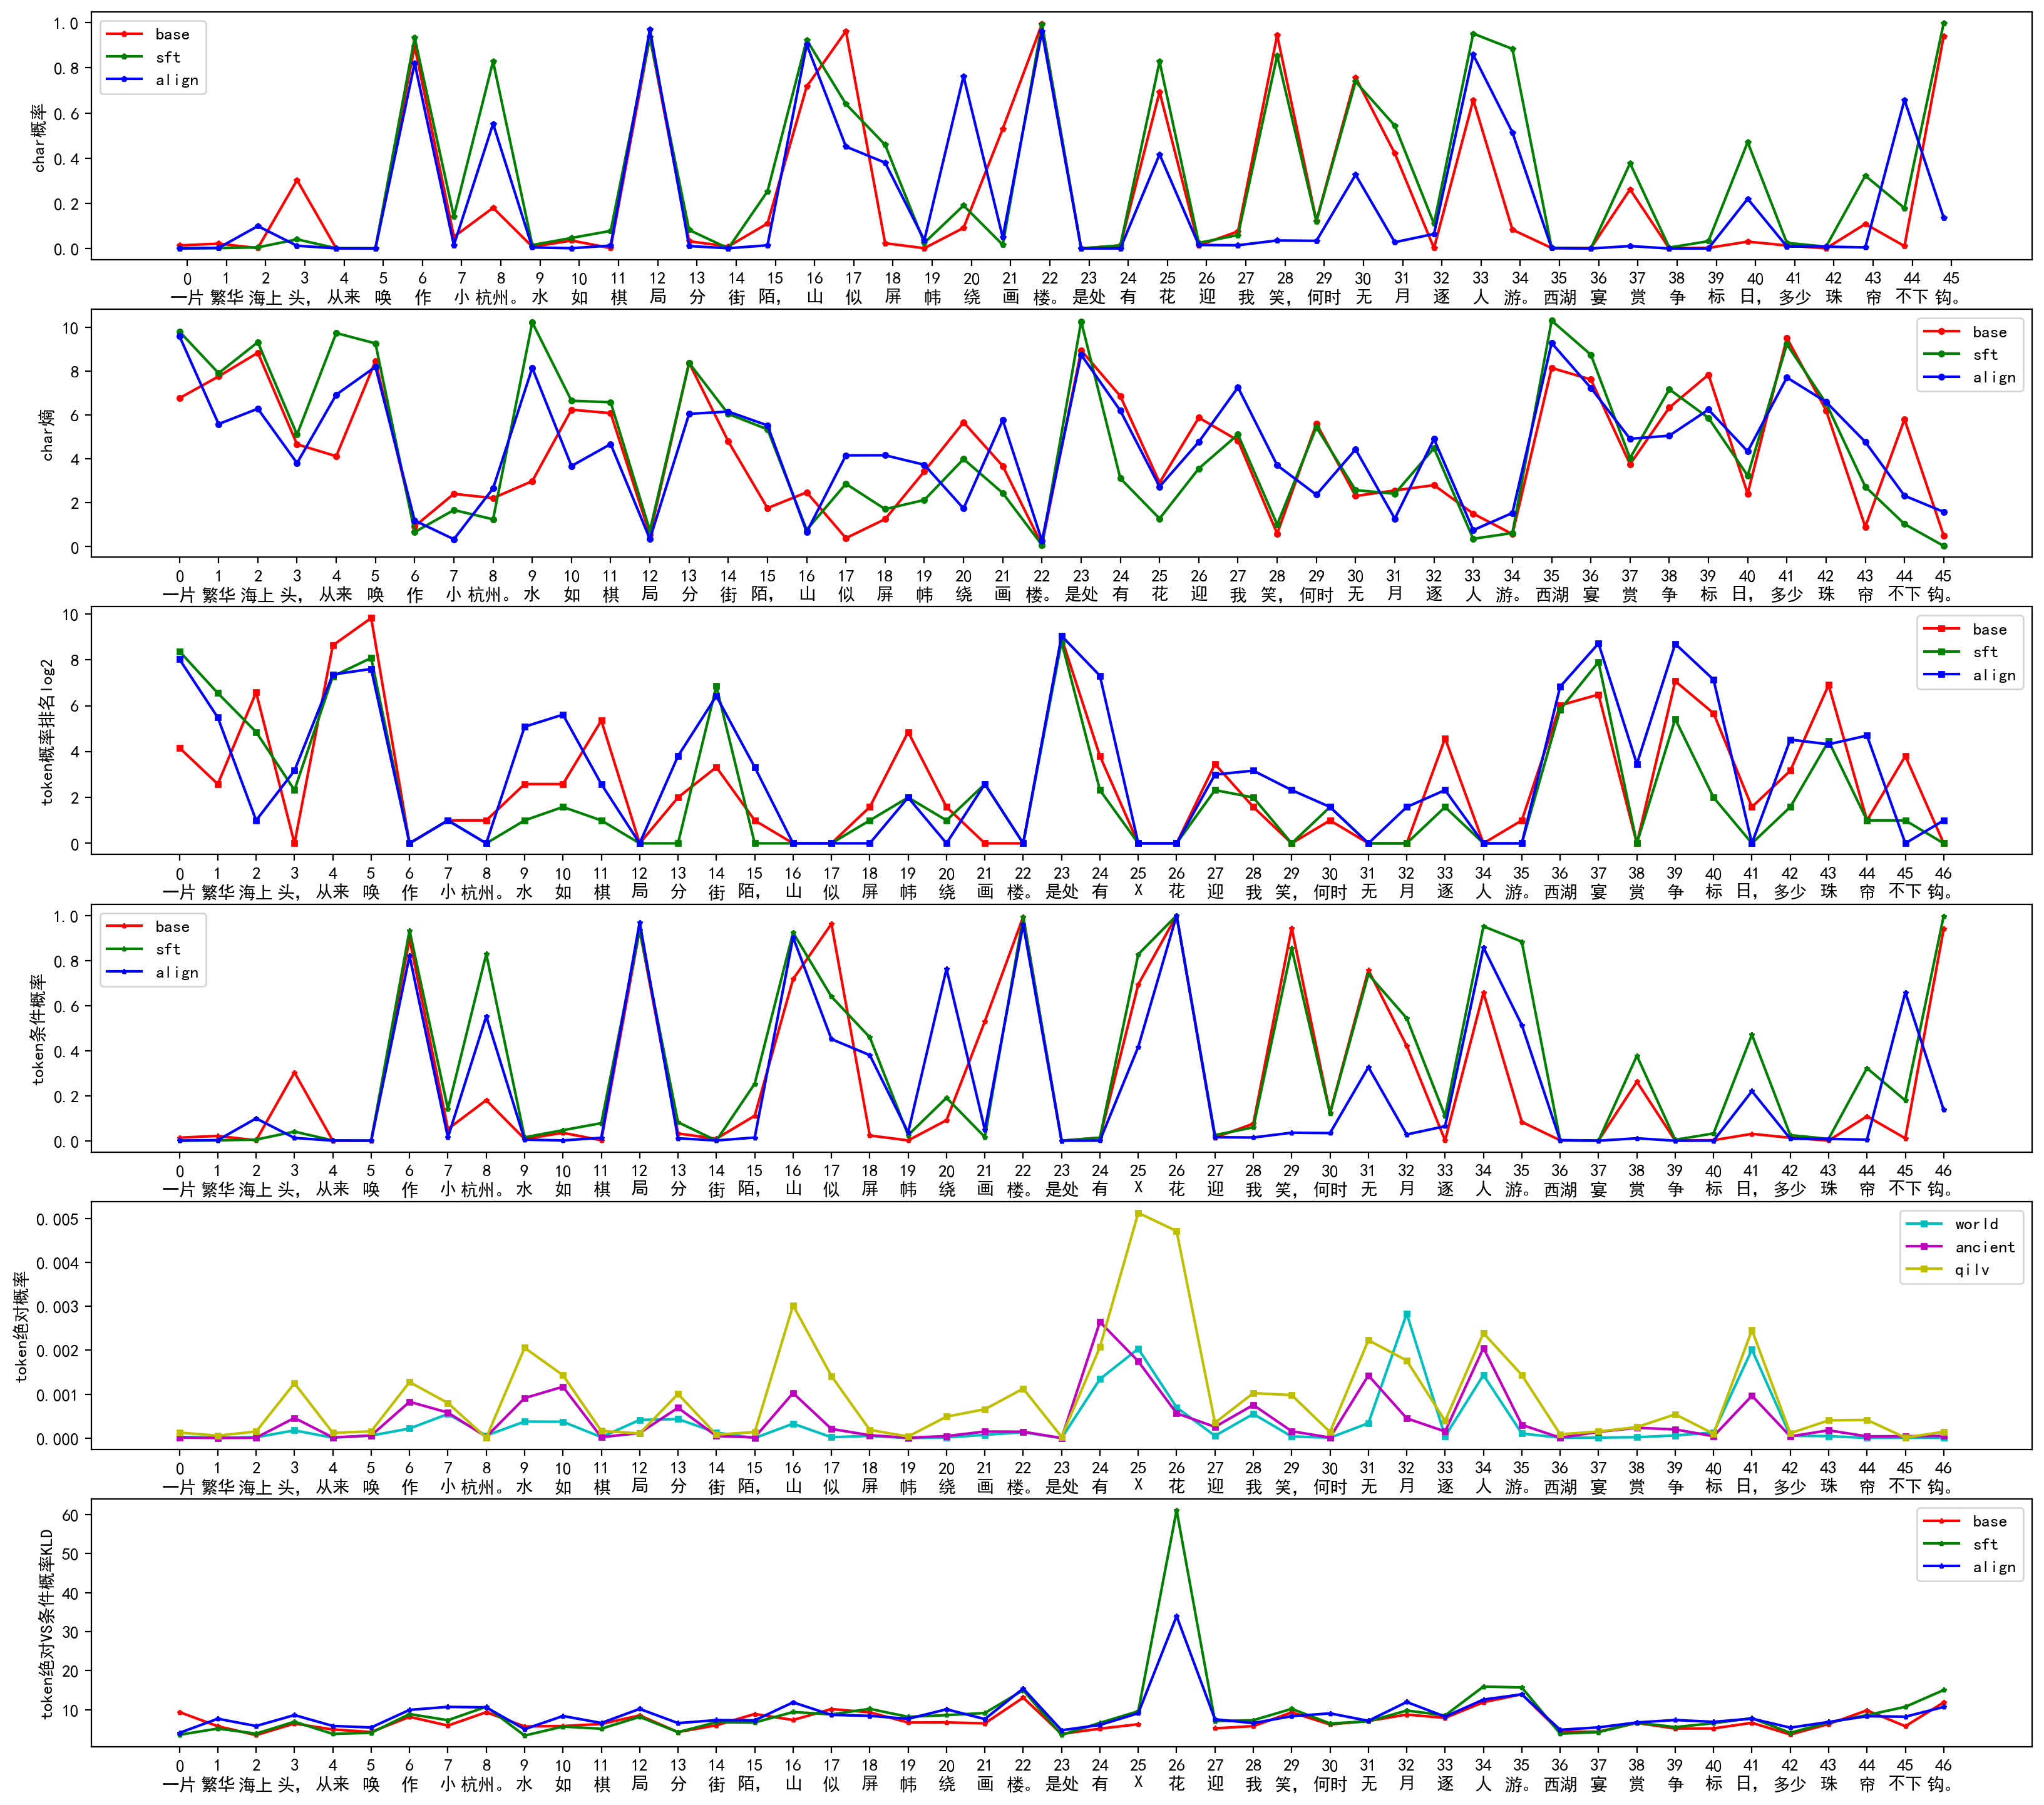 char概率
1.0
0.8
0.6
0.4
0.2
0.0
base
sft
align
0 1 2 3 4 5 6 7 8 9 10 11 12 13 14 15 16 17 18 19 20 21 22 23 24 25 26 27 28 29 30 31 32 33 34 35 36 37 38 39 40 41 42 43 44 45
一片 繁华 海上 头， 从来 唤 作 小 杭州。 水 如 棋 局 分 街 陌， 山 似 屏 帏 绕 画 楼。 是处 有 花 迎 我 笑， 何时 无 月 逐 人 游。 西湖 宴 赏 争 标 日， 多少 珠 帘 不下 钩。
char熵
10
8
6
4
2
0
base
sft
align
0 1 2 3 4 5 6 7 8 9 10 11 12 13 14 15 16 17 18 19 20 21 22 23 24 25 26 27 28 29 30 31 32 33 34 35 36 37 38 39 40 41 42 43 44 45
一片 繁华 海上 头， 从来 唤 作 小 杭州。 水 如 棋 局 分 街 陌， 山 似 屏 帏 绕 画 楼。 是处 有 花 迎 我 笑， 何时 无 月 逐 人 游。 西湖 宴 赏 争 标 日， 多少 珠 帘 不下 钩。
token概率排名log2
10
8
6
4
2
0
base
sft
align
0 1 2 3 4 5 6 7 8 9 10 11 12 13 14 15 16 17 18 19 20 21 22 23 24 25 26 27 28 29 30 31 32 33 34 35 36 37 38 39 40 41 42 43 44 45 46
一片 繁华 海上 头， 从来 唤 作 小 杭州。 水 如 棋 局 分 街 陌， 山 似 屏 帏 绕 画 楼。 是处 有 X 花 迎 我 笑， 何时 无 月 逐 人 游。 西湖 宴 赏 争 标 日， 多少 珠 帘 不下 钩。
token条件概率
1.0
0.8
0.6
0.4
0.2
0.0
base
sft
align
0 1 2 3 4 5 6 7 8 9 10 11 12 13 14 15 16 17 18 19 20 21 22 23 24 25 26 27 28 29 30 31 32 33 34 35 36 37 38 39 40 41 42 43 44 45 46
一片 繁华 海上 头， 从来 唤 作 小 杭州。 水 如 棋 局 分 街 陌， 山 似 屏 帏 绕 画 楼。 是处 有 X 花 迎 我 笑， 何时 无 月 逐 人 游。 西湖 宴 赏 争 标 日， 多少 珠 帘 不下 钩。
token绝对概率
0.005
0.004
0.003
0.002
0.001
0.000
world
ancient
qilv
0 1 2 3 4 5 6 7 8 9 10 11 12 13 14 15 16 17 18 19 20 21 22 23 24 25 26 27 28 29 30 31 32 33 34 35 36 37 38 39 40 41 42 43 44 45 46
一片 繁华 海上 头， 从来 唤 作 小 杭州。 水 如 棋 局 分 街 陌， 山 似 屏 帏 绕 画 楼。 是处 有 X 花 迎 我 笑， 何时 无 月 逐 人 游。 西湖 宴 赏 争 标 日， 多少 珠 帘 不下 钩。
token绝对VS条件概率KLD
60
50
40
30
20
10
base
sft
align
0 1 2 3 4 5 6 7 8 9 10 11 12 13 14 15 16 17 18 19 20 21 22 23 24 25 26 27 28 29 30 31 32 33 34 35 36 37 38 39 40 41 42 43 44 45 46
一片 繁华 海上 头， 从来 唤 作 小 杭州。 水 如 棋 局 分 街 陌， 山 似 屏 帏 绕 画 楼。 是处 有 X 花 迎 我 笑， 何时 无 月 逐 人 游。 西湖 宴 赏 争 标 日， 多少 珠 帘 不下 钩。